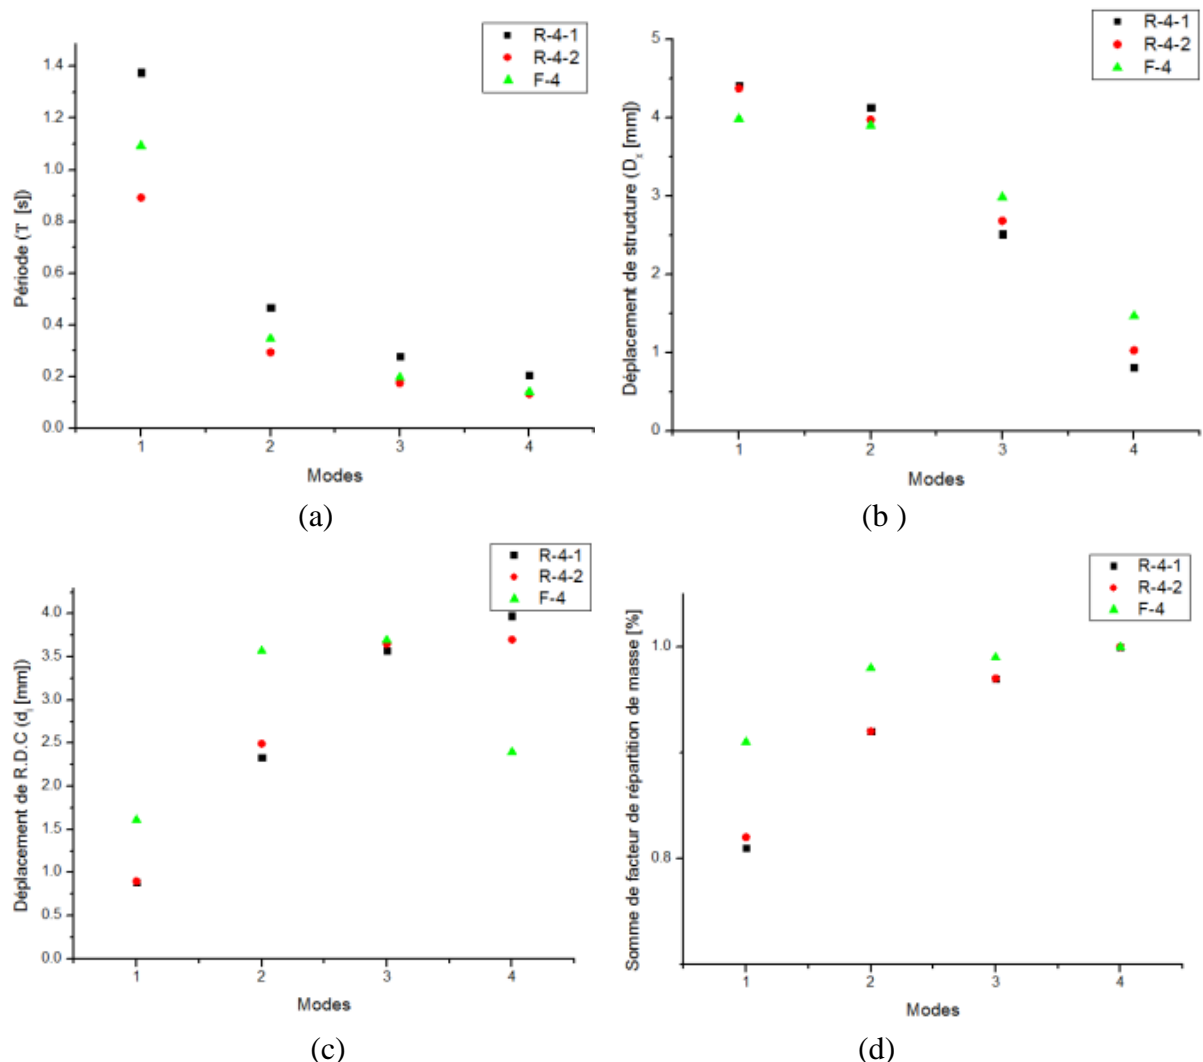 R-4-1
R-4-2
F-4
1.4
1.2
1.0
0.8
0.6
0.4
0.2
0.0
Période (T [s])
1 2 3 4
Modes
(a)
R-4-1
R-4-2
F-4
5
4
3
2
1
0
Déplacement de structure (Dx [mm])
1 2 3 4
Modes
(b )
R-4-1
R-4-2
F-4
4.0
3.5
3.0
2.5
2.0
1.5
1.0
0.5
0.0
Déplacement de R.D.C (di [mm])
1 2 3 4
Modes
(c)
R-4-1
R-4-2
F-4
1.0
0.8
Somme de facteur de répartition de masse [%]
1 2 3 4
Modes
(d)